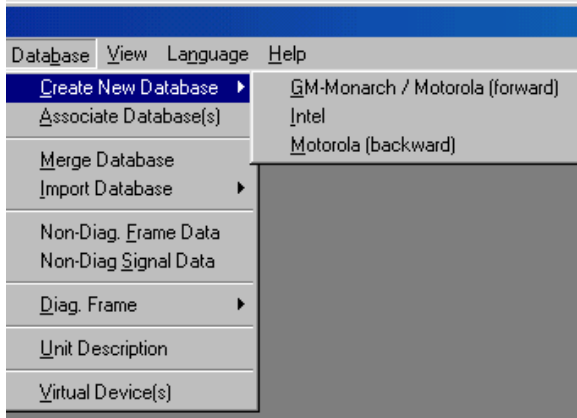 Database View Language Help
Create New Database
Associate Database(s)
Merge Database
Import Database
Non-Diag. Frame Data
Non-Diag Signal Data
Diag. Frame
Unit Description
Virtual Device(s)
GM-Monarch / Motorola (forward)
Intel
Motorola (backward)